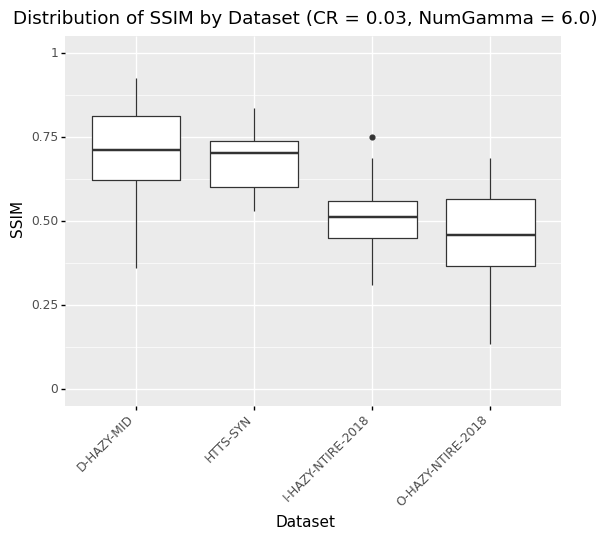 Distribution of SSIM by Dataset (CR = 0.03, NumGamma = 6.0)
1
0.75
0.50
0.25
0
SSIM
D-HAZY-MID
HTTS-SYN
I-HAZY-NTIRE-2018
O-HAZY-NTIRE-2018
Dataset